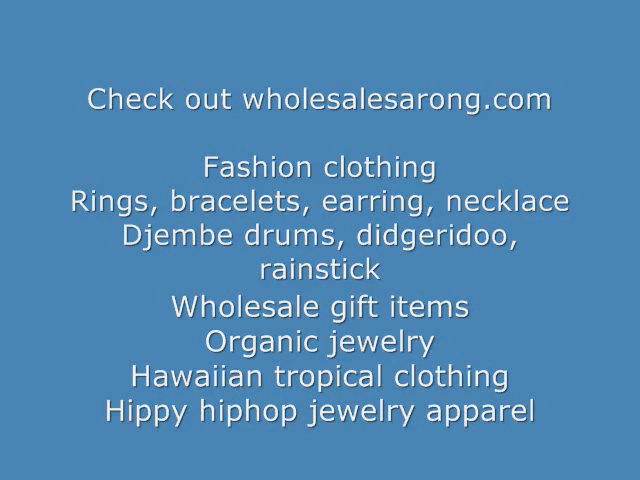 Check out wholesalesarong.com
Fashion clothing
Rings, bracelets, earring, necklace
Djembe drums, didgeridoo,
rainstick
Wholesale gift items
Organic jewelry
Hawaiian tropical clothing
Hippy hiphop jewelry apparel